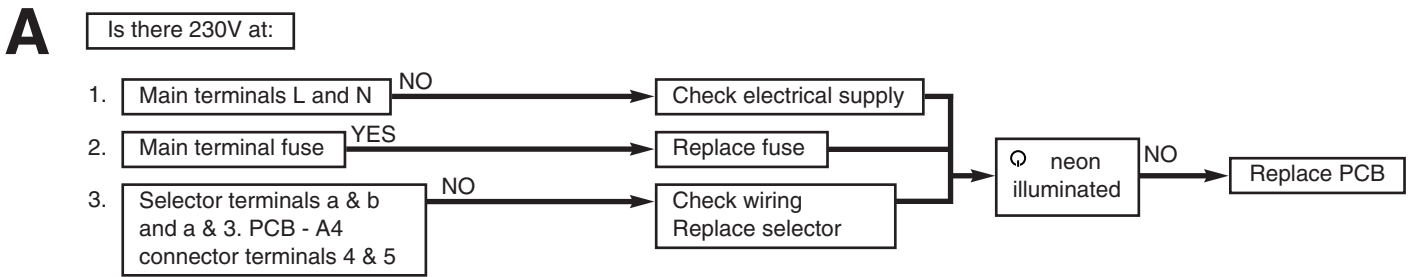 A
Is there 230V at:
1. Main terminals L and N
NO
Check electrical supply
2. Main terminal fuse
YES
Replace fuse
3. Selector terminals a & b
and a & 3. PCB - A4
connector terminals 4 & 5
NO
Check wiring
Replace selector
neon
illuminated
NO
Replace PCB